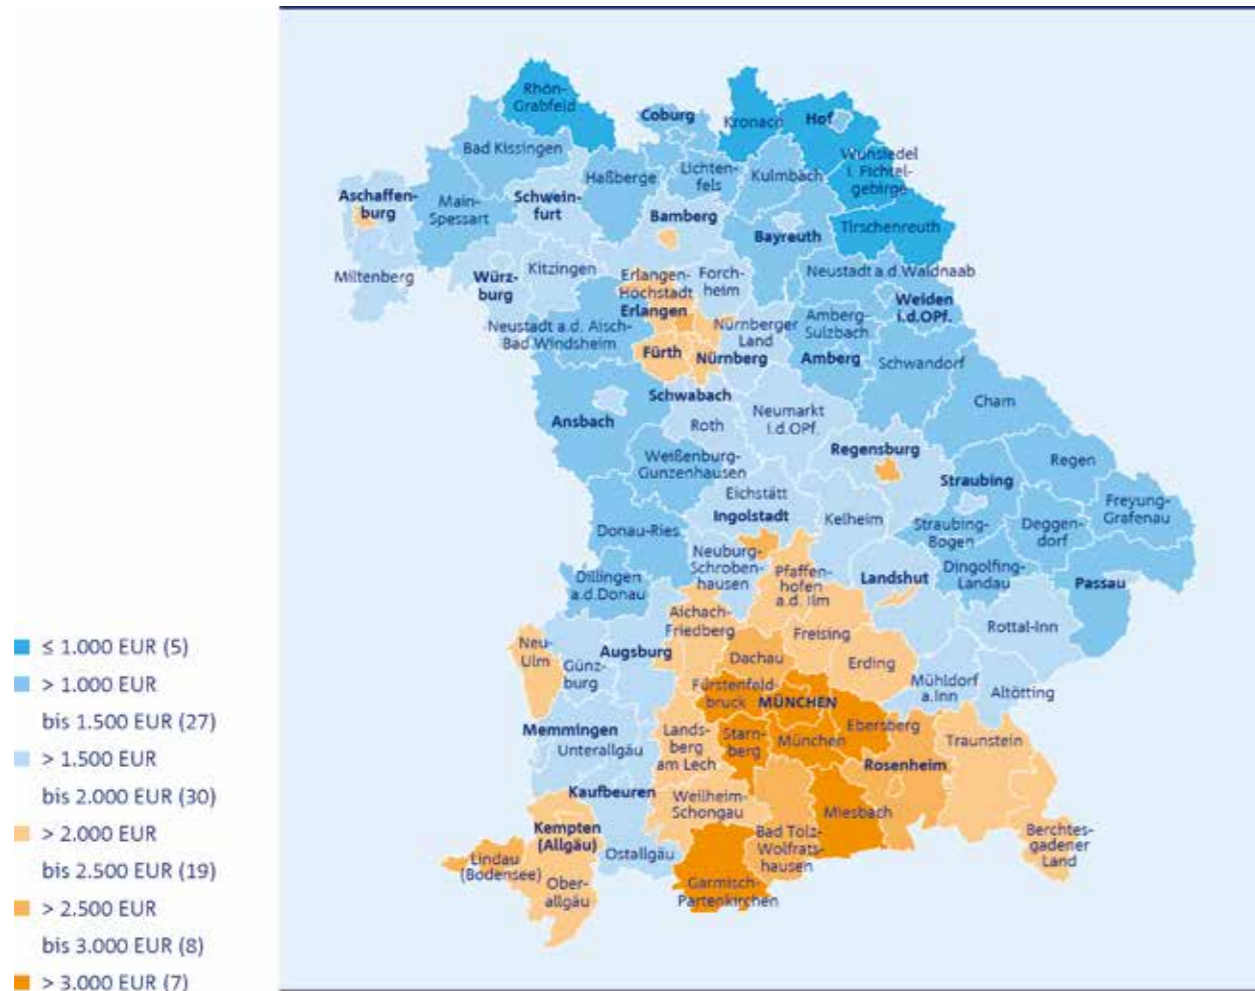 Rhön-
Grabfeld
Coburg
Kronach
Hof
Bad Kissingen
Wunsiedel
i. Fichtel-
gebirge
Haßberge
Lichten-
fels
Kulmbach
Aschaffen-
burg
Main-
Spessart
Schwein-
furt
Bamberg
Bayreuth
Tirschenreuth
Miltenberg
Würz-
burg
Kitzingen
Erlangen-
Höchstadt
Erlangen
Forch-
heim
Neustadt a.d.Waldnaab
Weiden
i.d.OPf.
Neustadt a.d. Aisch-
Bad Windsheim
Nürnberger
Land
Amberg-
Sulzbach
Fürth
Nürnberg
Amberg
Schwandorf
Schwabach
Ansbach
Roth
Neumarkt
i.d.OPf.
Cham
Regensburg
Weißenburg-
Gunzenhausen
Regen
Straubing
Eichstätt
Ingolstadt
Kelheim
Freyung-
Grafenau
Donau-Ries
Straubing-
Bogen
Deggen-
dorf
Neuburg-
Schroben-
hausen
Pfaffen-
hofen
a.d. Ilm
Landshut
Dingolfing-
Landau
Passau
Dillingen
a.d.Donau
Aichach-
Friedberg
Freising
Rottal-Inn
Neu-
Ulm
Günz-
burg
Augsburg
Dachau
Erding
Mühldorf
a.Inn
Altötting
Fürstenfeld-
bruck
MÜNCHEN
Memmingen
Unterallgäu
Lands-
berg
am Lech
Starn-
berg
München
Ebersberg
Traunstein
Rosenheim
Kaufbeuren
Weilheim-
Schongau
Miesbach
Kempten
(Allgäu)
Ostallgäu
Bad Tölz-
Wolfrats-
hausen
Berchtes-
gadener
Land
Lindau
(Bodensee)
Ober-
allgäu
Garmisch-
Partenkirchen
≤ 1.000 EUR (5)
> 1.000 EUR
bis 1.500 EUR (27)
> 1.500 EUR
bis 2.000 EUR (30)
> 2.000 EUR
bis 2.500 EUR (19)
> 2.500 EUR
bis 3.000 EUR (8)
> 3.000 EUR (7)